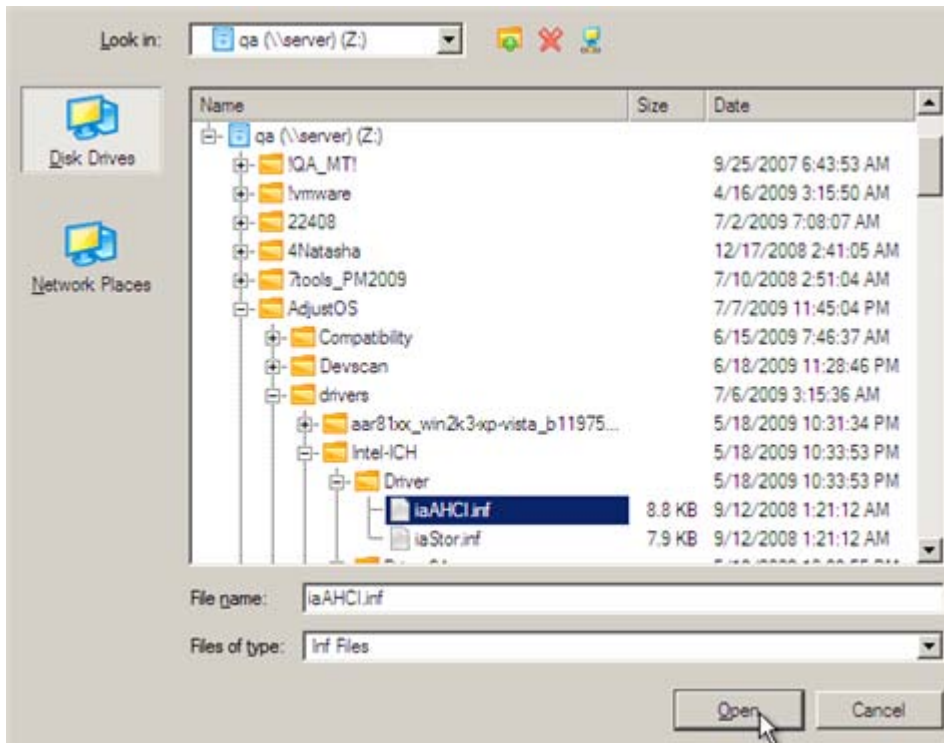 Look in: qa (\\server) (Z:)
Disk Drives
Network Places
Name Size Date
qa (\\server) (Z:)
!QA_MT! 9/25/2007 6:43:53 AM
!vmware 4/16/2009 3:15:50 AM
22408 7/2/2009 7:08:07 AM
4Natasha 12/17/2008 2:41:05 AM
7tools_PM2009 7/10/2008 2:51:04 AM
AdjustOS 7/7/2009 11:45:04 PM
Compatibility 6/15/2009 7:46:37 AM
Devscan 6/18/2009 11:28:46 PM
drivers 7/6/2009 3:15:36 AM
aar81xx_win2k3-xp-vista_b11975... 5/18/2009 10:31:34 PM
Intel-ICH 5/18/2009 10:33:53 PM
Driver 5/18/2009 10:33:53 PM
iaAHCI.inf 8.8 KB 9/12/2008 1:21:12 AM
iaStor.inf 7.9 KB 9/12/2008 1:21:12 AM
File name: iaAHCI.inf
Files of type: Inf Files
Open Cancel